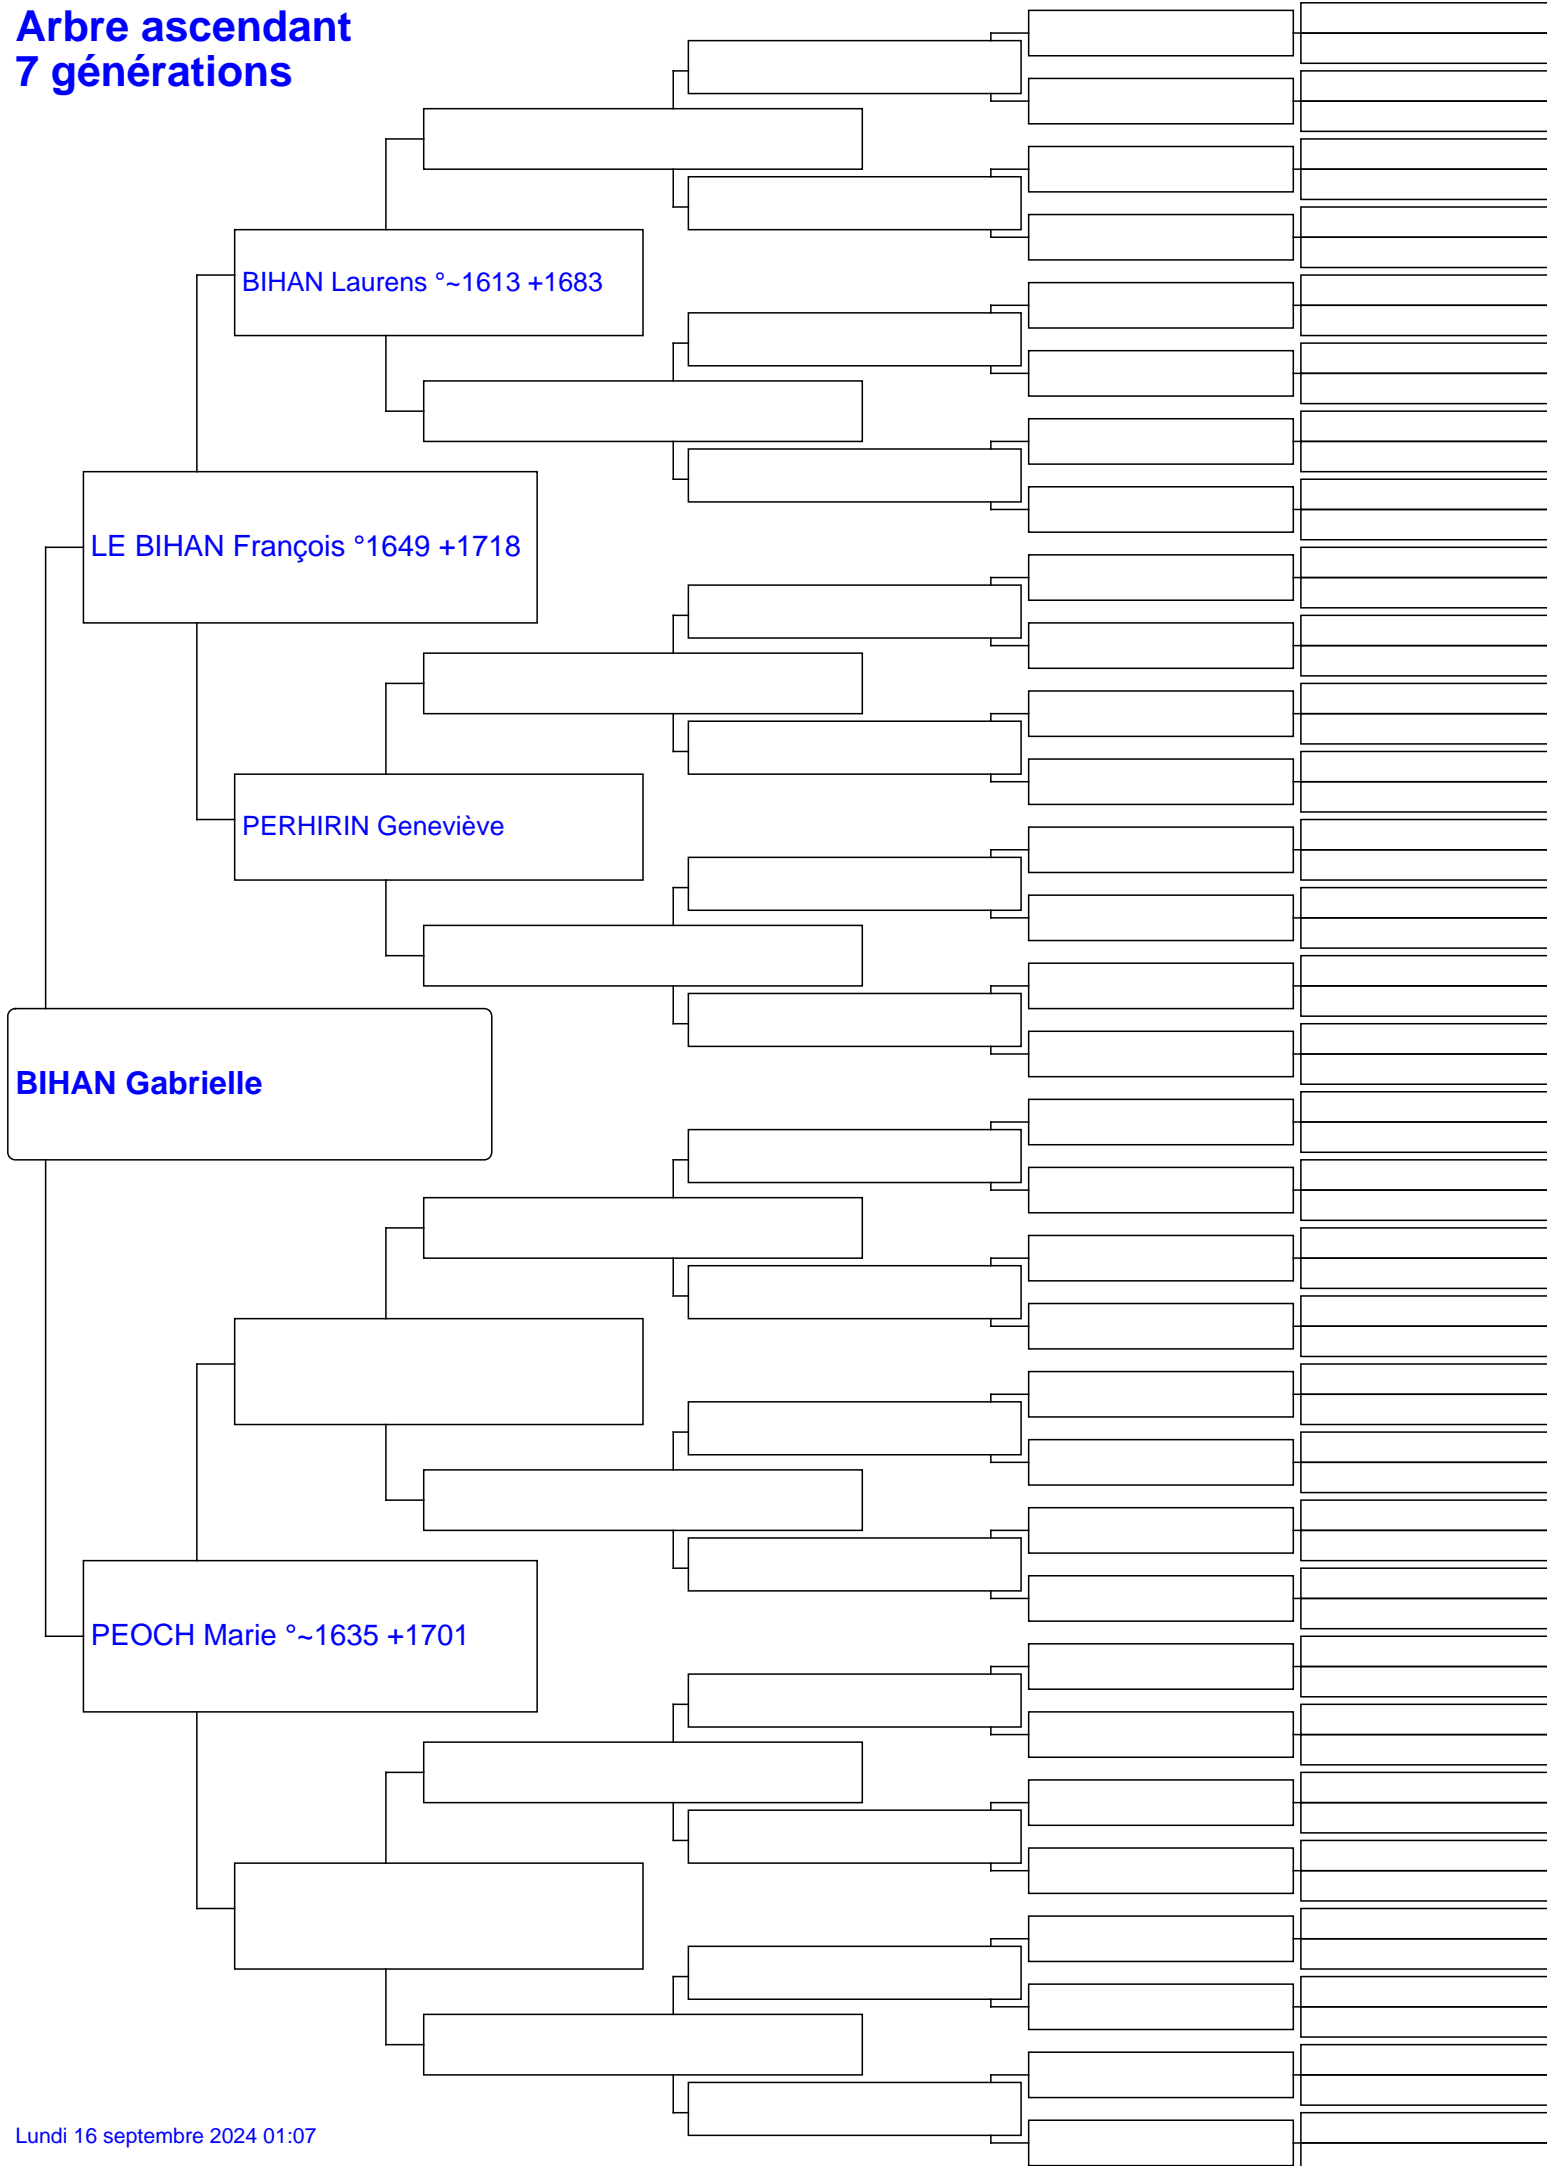 Arbre ascendant
7 générations
BIHAN Laurens °~1613 +1683
LE BIHAN François °1649 +1718
PERHIRIN Geneviève
BIHAN Gabrielle
PEOCH Marie °~1635 +1701
Lundi 16 septembre 2024 01:07